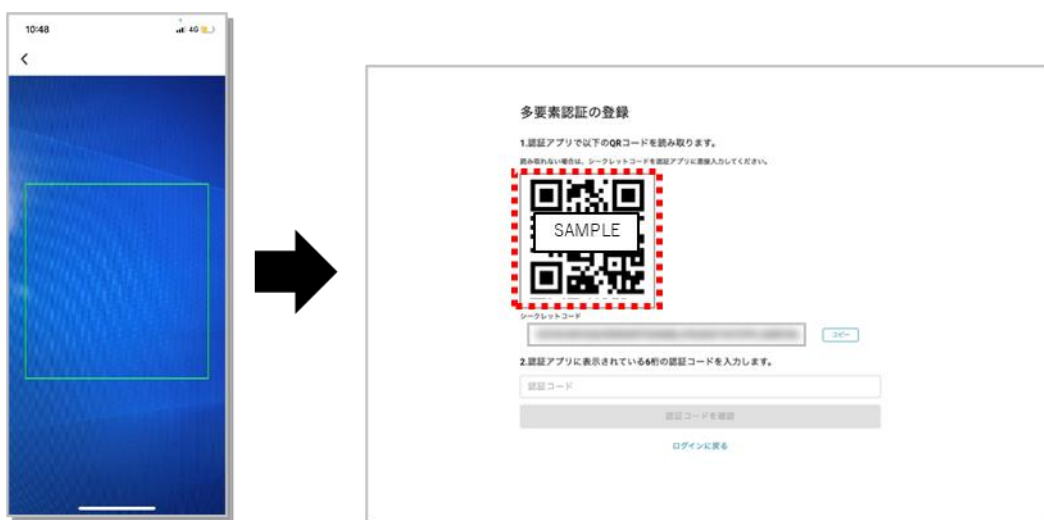 10:48
4G
多要素認証の登録
1.認証アプリで以下のQRコードを読み取ります。
読み取れない場合は、シークレットコードを認証アプリに直接入力してください。
SAMPLE
シークレットコード
コピー
2.認証アプリに表示されている6桁の認証コードを入力します。
認証コード
認証コードを確認
ログインに戻る